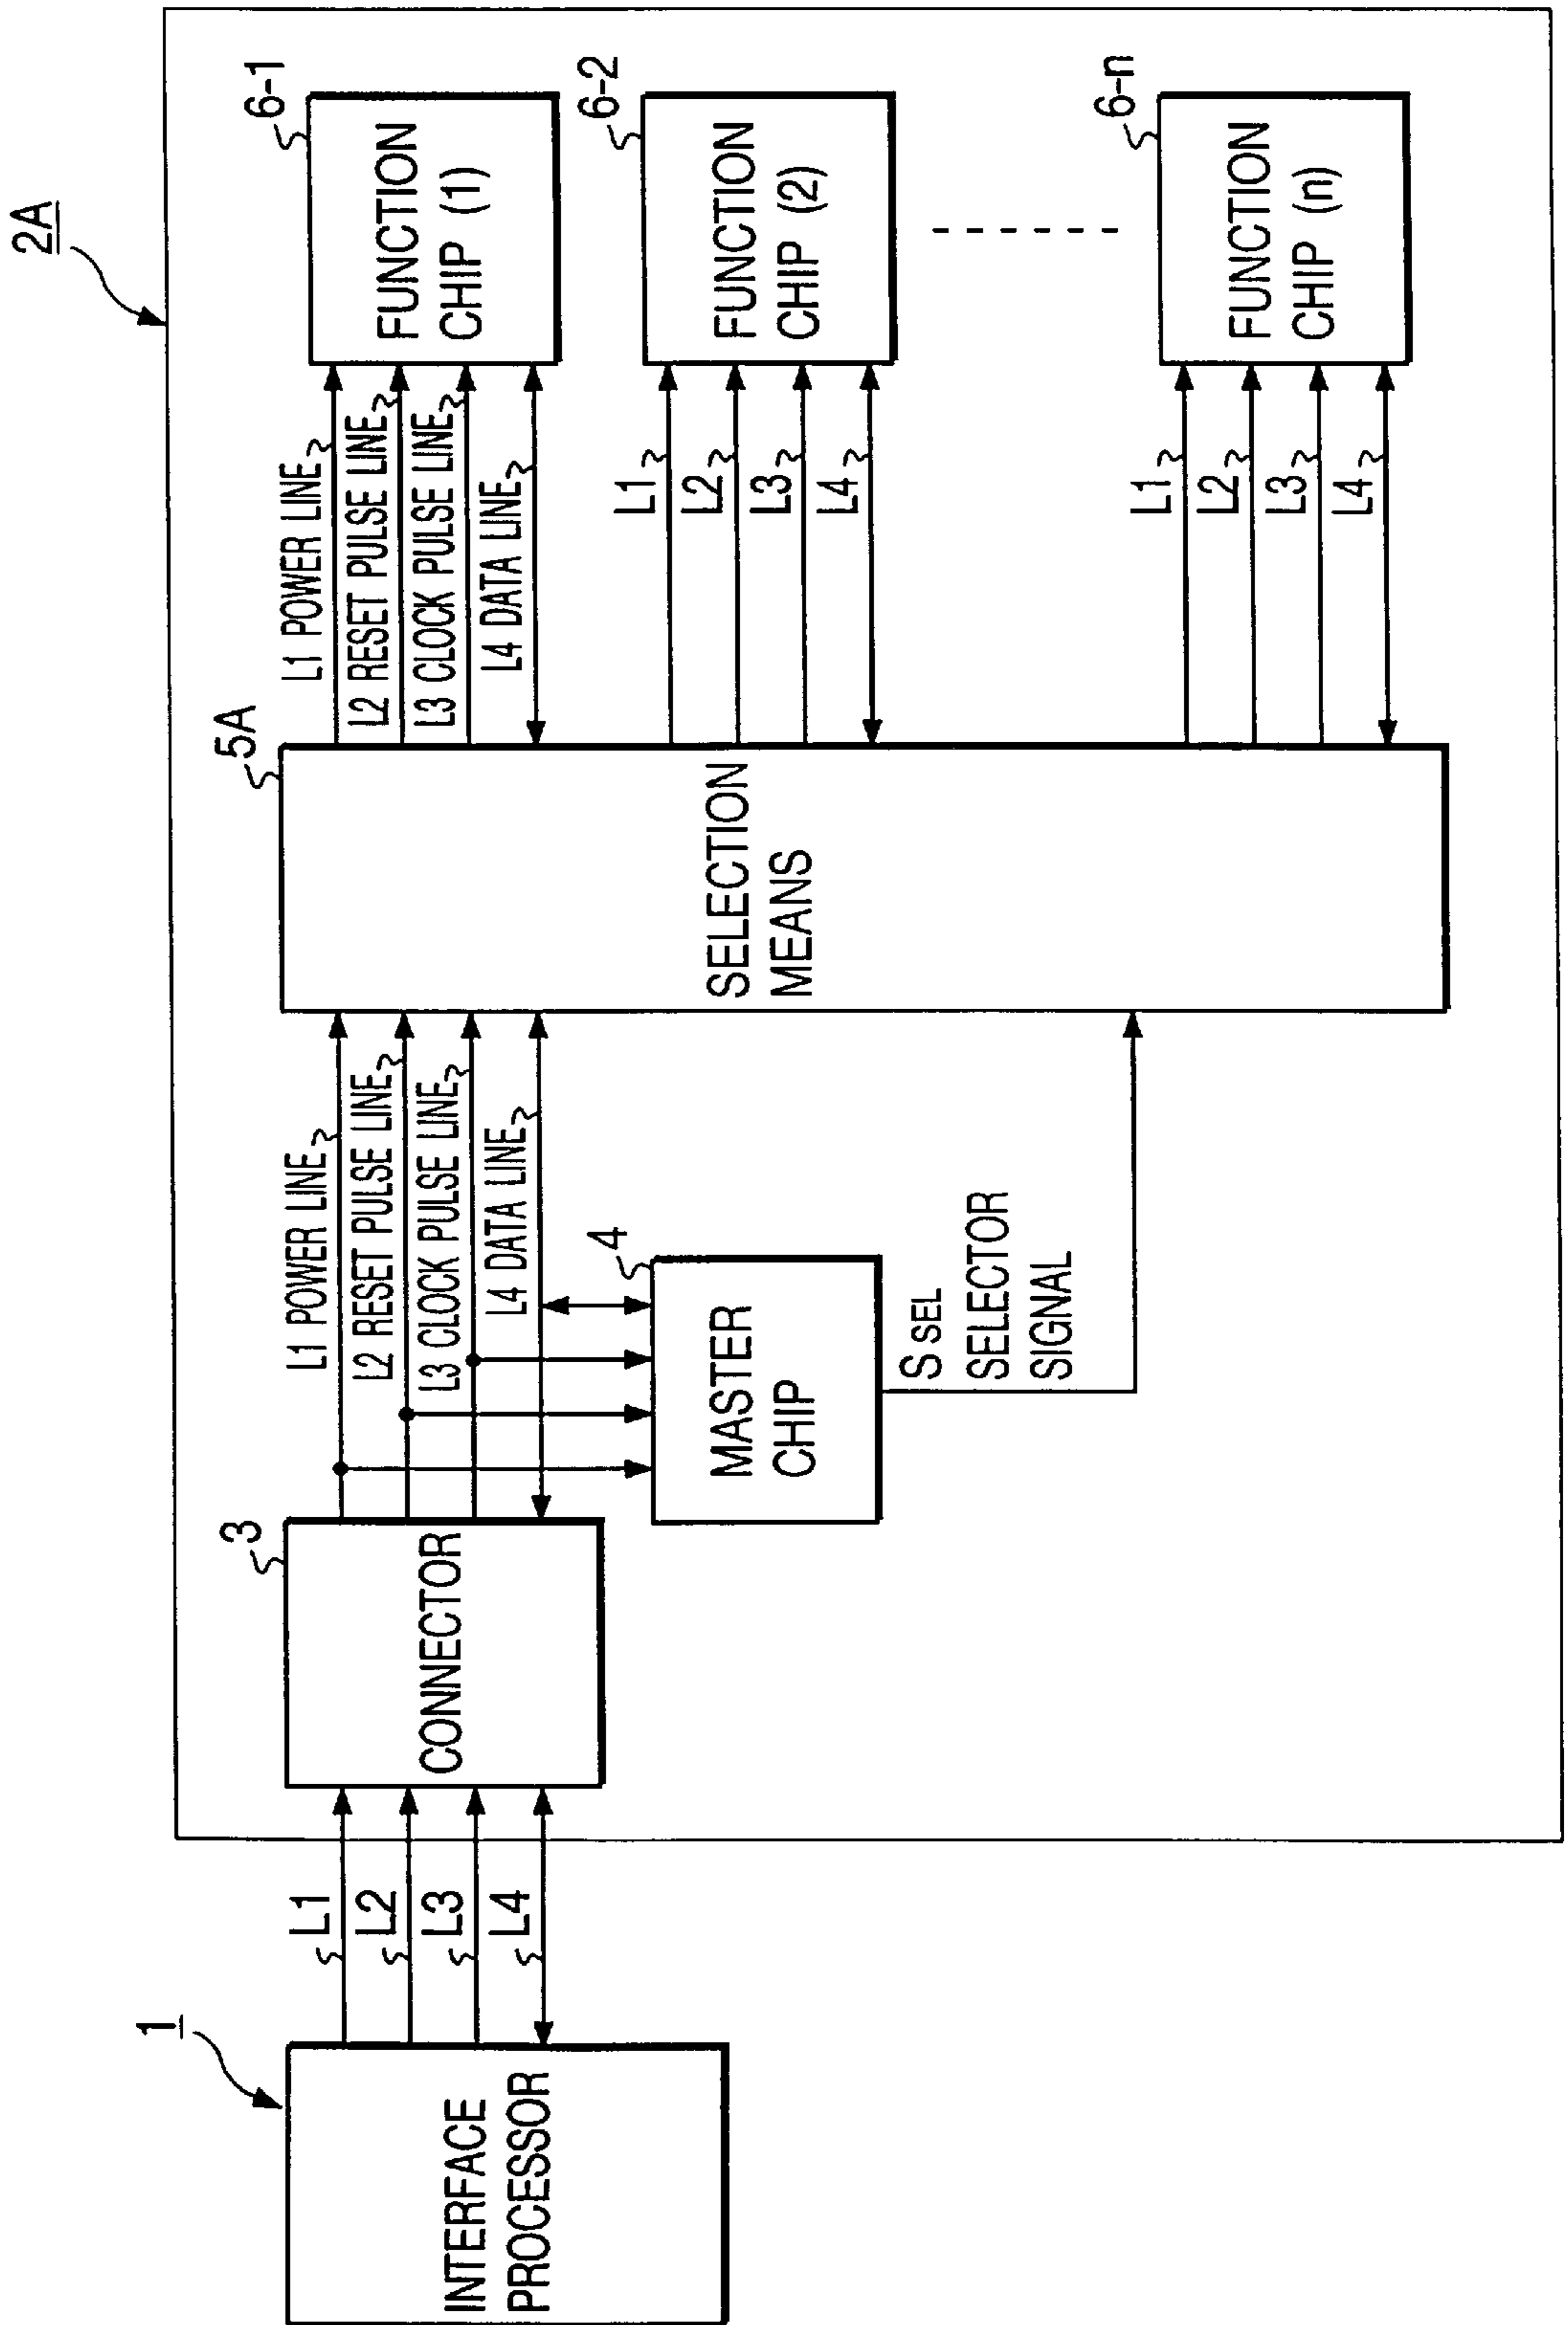 2A
1
INTERFACE
PROCESSOR
L1
L2
L3
L4
3
CONNECTOR
L1 POWER LINE
L2 RESET PULSE LINE
L3 CLOCK PULSE LINE
L4 DATA LINE
4
MASTER
CHIP
SSEL
SELECTOR
SIGNAL
5A
SELECTION
MEANS
L1 POWER LINE
L2 RESET PULSE LINE
L3 CLOCK PULSE LINE
L4 DATA LINE
6-1
FUNCTION
CHIP (1)
L1
L2
L3
L4
6-2
FUNCTION
CHIP (2)
L1
L2
L3
L4
6-n
FUNCTION
CHIP (n)